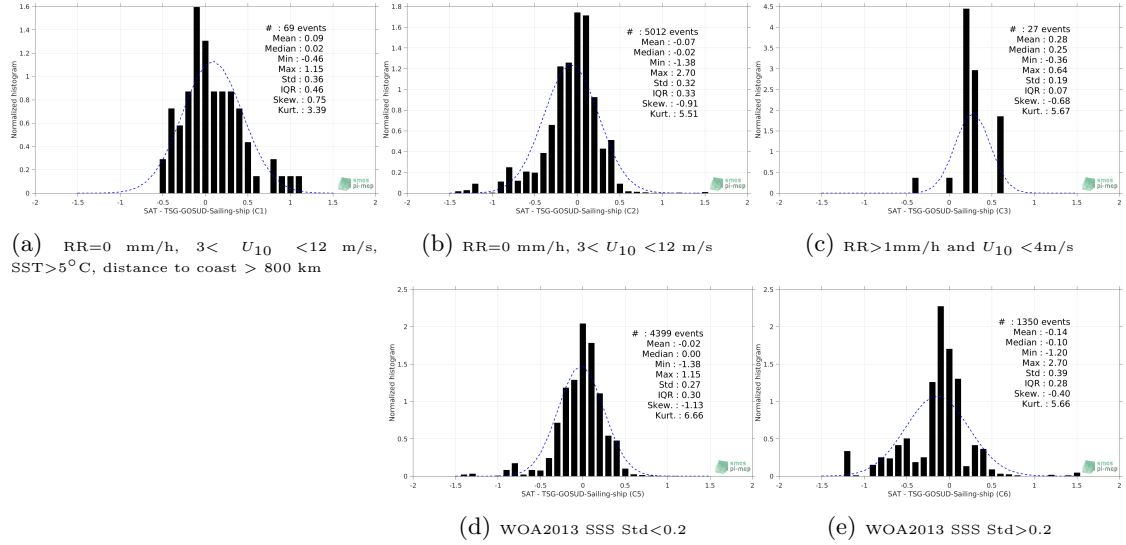 1.6
1.4
1.2
1
0.8
0.6
0.4
0.2
0
-2
-1.5
-1
-0.5
0
0.5
1
1.5
2
Normalized histogram
# : 69 events
Mean : 0.09
Median : 0.02
Min : -0.46
Max : 1.15
Std : 0.36
IQR : 0.46
Skew. : 0.75
Kurt. : 3.39
smos
pi-mep
SAT - TSG-GOSUD-Sailing-ship (C1)
(a) RR=0 mm/h, 3< U10 <12 m/s,
SST>5°C, distance to coast > 800 km
1.8
1.6
1.4
1.2
1
0.8
0.6
0.4
0.2
0
-2
-1.5
-1
-0.5
0
0.5
1
1.5
2
Normalized histogram
# : 5012 events
Mean : -0.07
Median : -0.02
Min : -1.38
Max : 2.70
Std : 0.32
IQR : 0.33
Skew. : -0.91
Kurt. : 5.51
smos
pi-mep
SAT - TSG-GOSUD-Sailing-ship (C2)
(b) RR=0 mm/h, 3< U10 <12 m/s
4.5
4
3.5
3
2.5
2
1.5
1
0.5
0
-2
-1.5
-1
-0.5
0
0.5
1
1.5
2
Normalized histogram
# : 27 events
Mean : 0.28
Median : 0.25
Min : -0.36
Max : 0.64
Std : 0.19
IQR : 0.07
Skew. : -0.68
Kurt. : 5.67
smos
pi-mep
SAT - TSG-GOSUD-Sailing-ship (C3)
(c) RR>1mm/h and U10 <4m/s
2.5
2
1.5
1
0.5
0
-2
-1.5
-1
-0.5
0
0.5
1
1.5
2
Normalized histogram
# : 4399 events
Mean : -0.02
Median : 0.00
Min : -1.38
Max : 1.15
Std : 0.27
IQR : 0.30
Skew. : -1.13
Kurt. : 6.66
smos
pi-mep
SAT - TSG-GOSUD-Sailing-ship (C5)
(d) WOA2013 SSS Std<0.2
2.5
2
1.5
1
0.5
0
-2
-1.5
-1
-0.5
0
0.5
1
1.5
2
Normalized histogram
# : 1350 events
Mean : -0.14
Median : -0.10
Min : -1.20
Max : 2.70
Std : 0.39
IQR : 0.28
Skew. : -0.40
Kurt. : 5.66
smos
pi-mep
SAT - TSG-GOSUD-Sailing-ship (C6)
(e) WOA2013 SSS Std>0.2